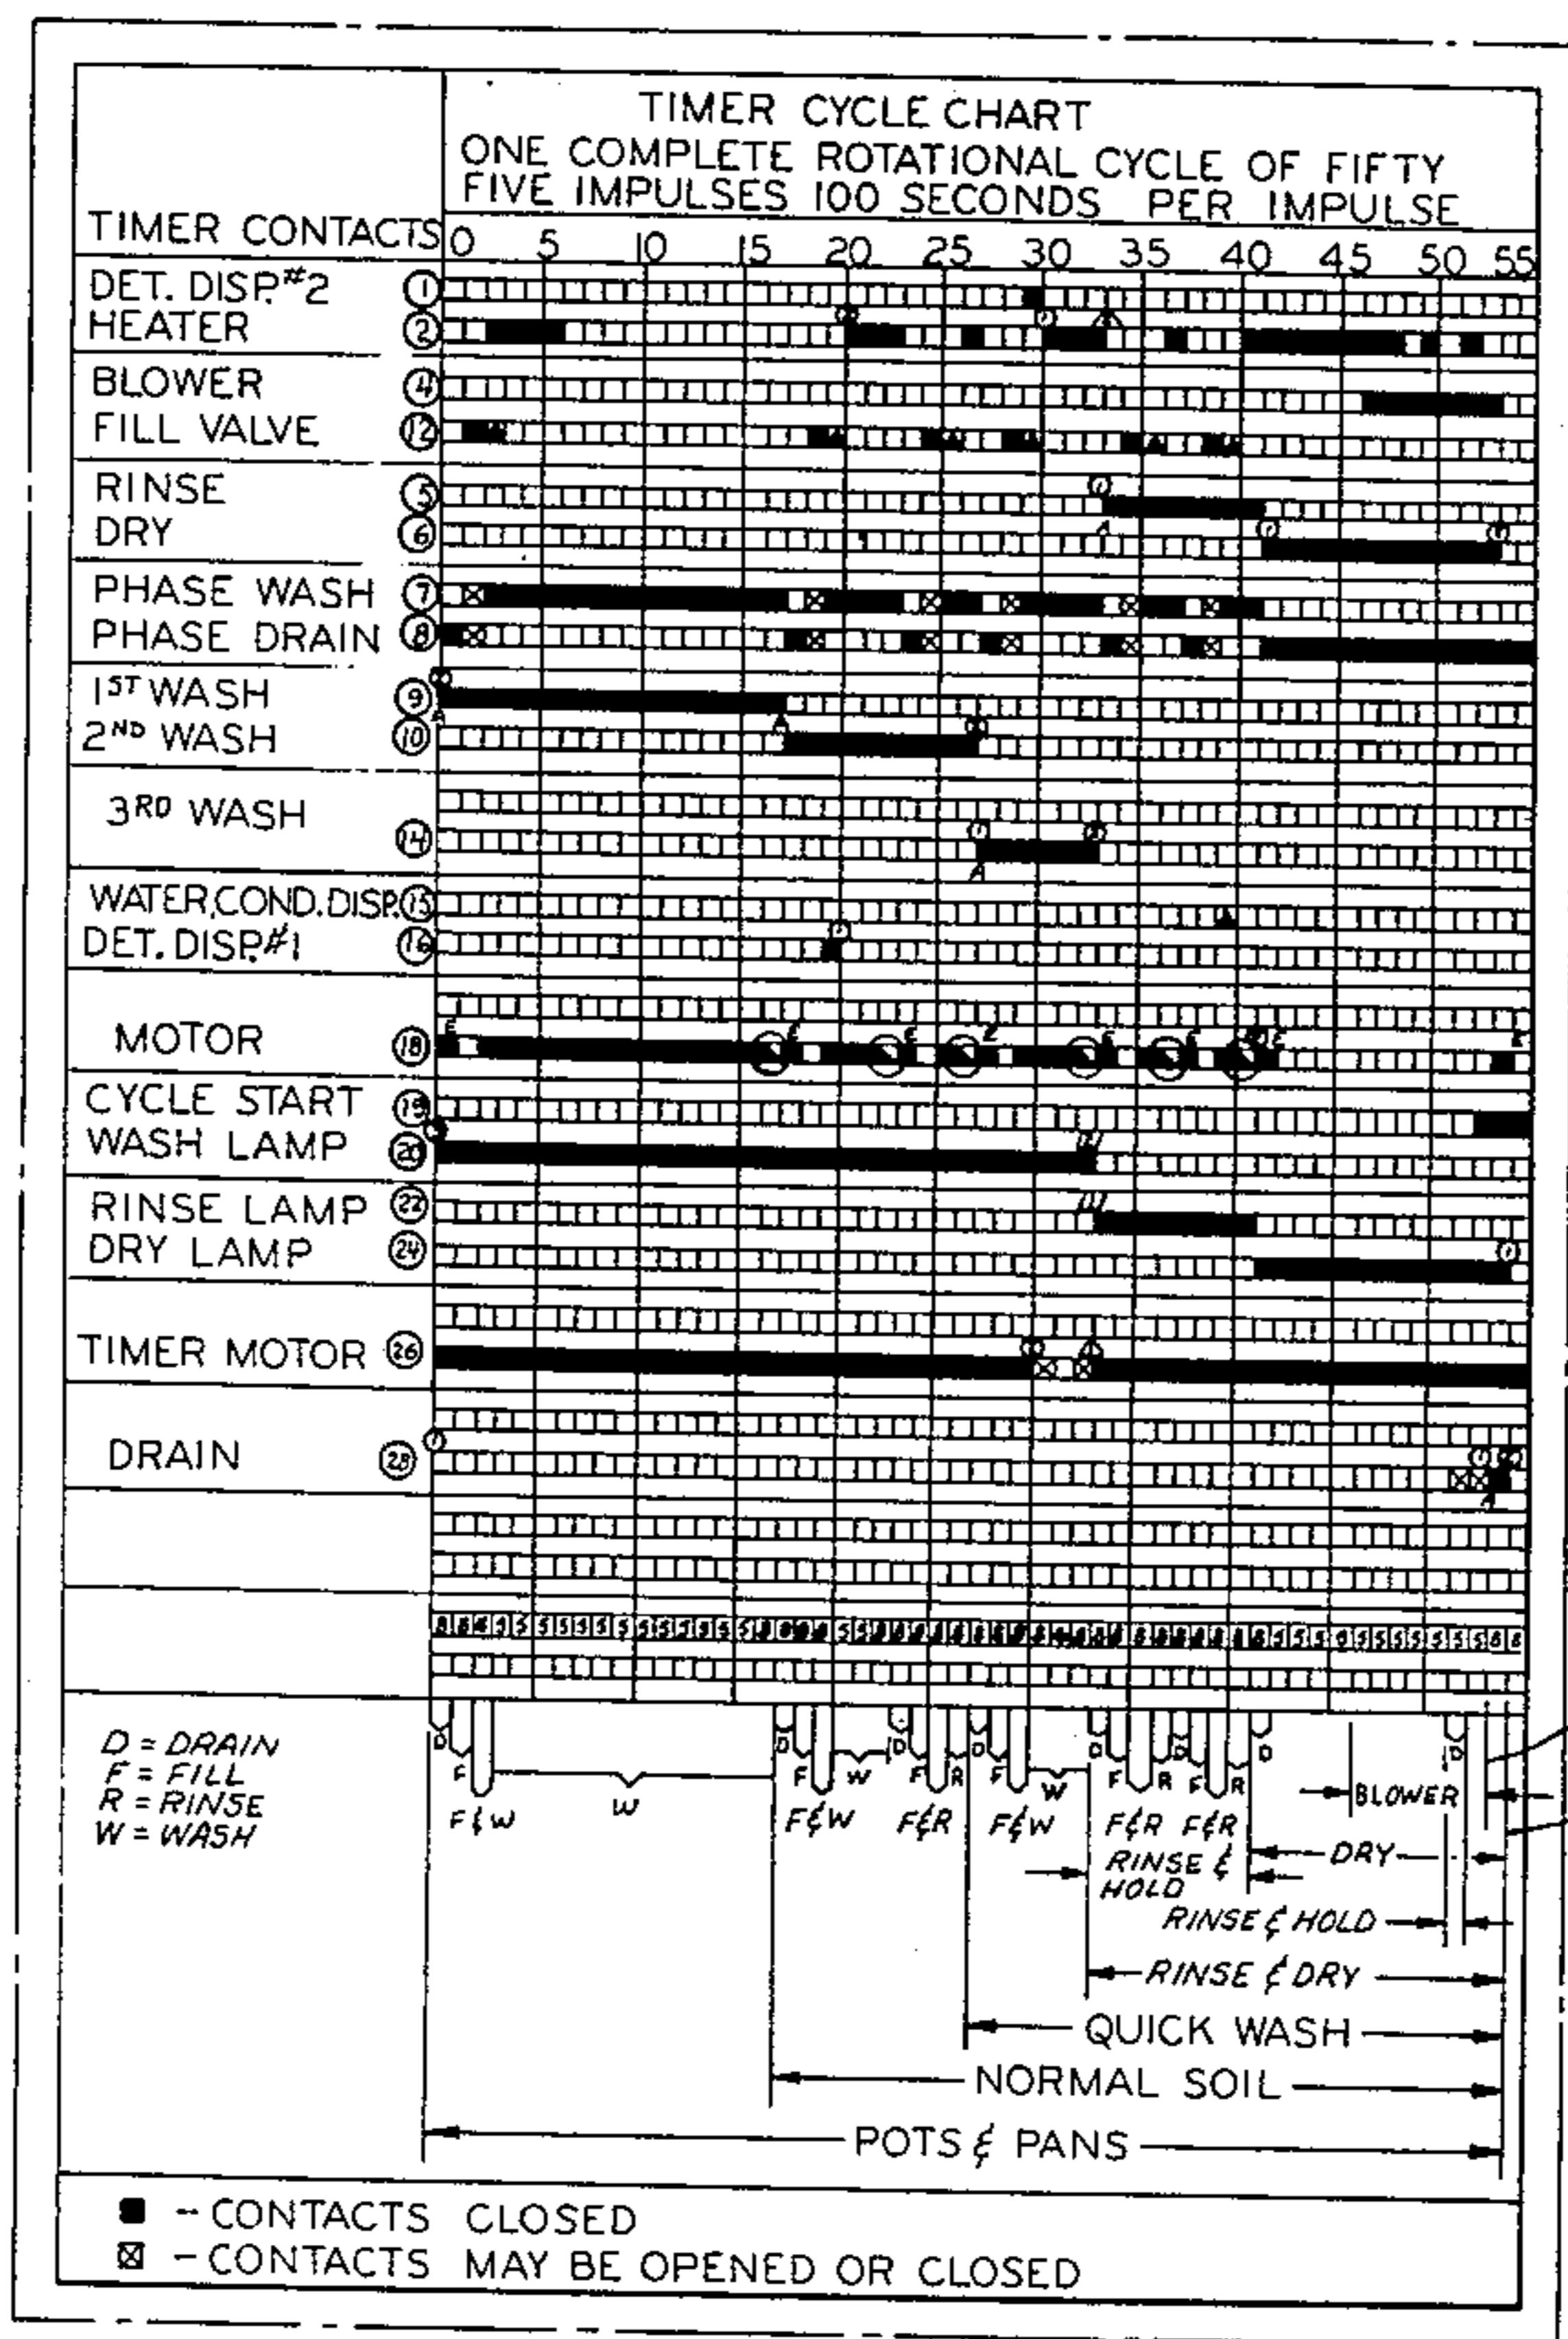 TIMER CYCLE CHART
ONE COMPLETE ROTATIONAL CYCLE OF FIFTY
FIVE IMPULSES 100 SECONDS PER IMPULSE
TIMER CONTACTS 0 5 10 15 20 25 30 35 40 45 50 55
DET. DISP. #2 1
HEATER 2
BLOWER 4
FILL VALVE 12
RINSE 5
DRY 6
PHASE WASH 7
PHASE DRAIN 8
1ST WASH 9
2ND WASH 10
3RD WASH
14
WATER, COND. DISP. 15
DET. DISP. #1 16
MOTOR 18
CYCLE START 19
WASH LAMP 20
RINSE LAMP 22
DRY LAMP 24
TIMER MOTOR 26
DRAIN 28
D = DRAIN
F = FILL
R = RINSE
W = WASH
D D D D D D D D
F F W F R F W F R F R
W
F&W F&W F&R F&W F&R F&R
BLOWER
DRY
RINSE &
HOLD
RINSE & HOLD
RINSE & DRY
QUICK WASH
NORMAL SOIL
POTS & PANS
- CONTACTS CLOSED
- CONTACTS MAY BE OPENED OR CLOSED